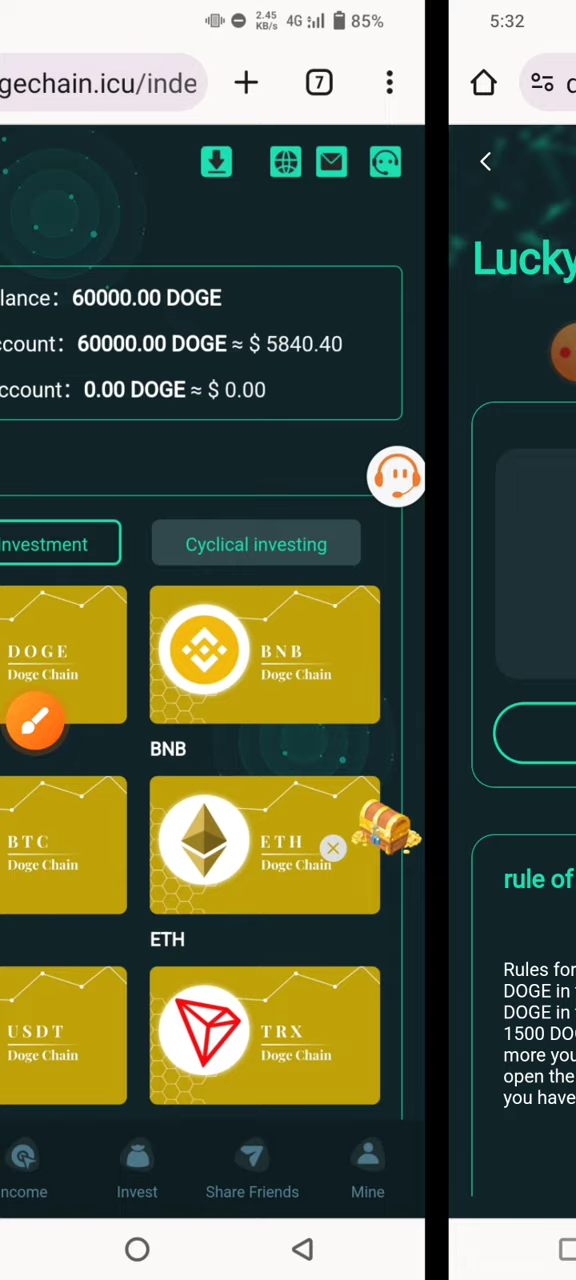 2.45
KB/s
4G
85%
gechain.icu/inde
7
lance: 60000.00 DOGE
ccount: 60000.00 DOGE ≈ $ 5840.40
ccount: 0.00 DOGE ≈ $ 0.00
nvestment
Cyclical investing
DOGE
Doge Chain
BNB
Doge Chain
BNB
BTC
Doge Chain
ETH
Doge Chain
ETH
USDT
Doge Chain
TRX
Doge Chain
ncome
Invest
Share Friends
Mine
5:32
Lucky
rule of
Rules for
DOGE in
DOGE in
1500 DO
more you
open the
you have